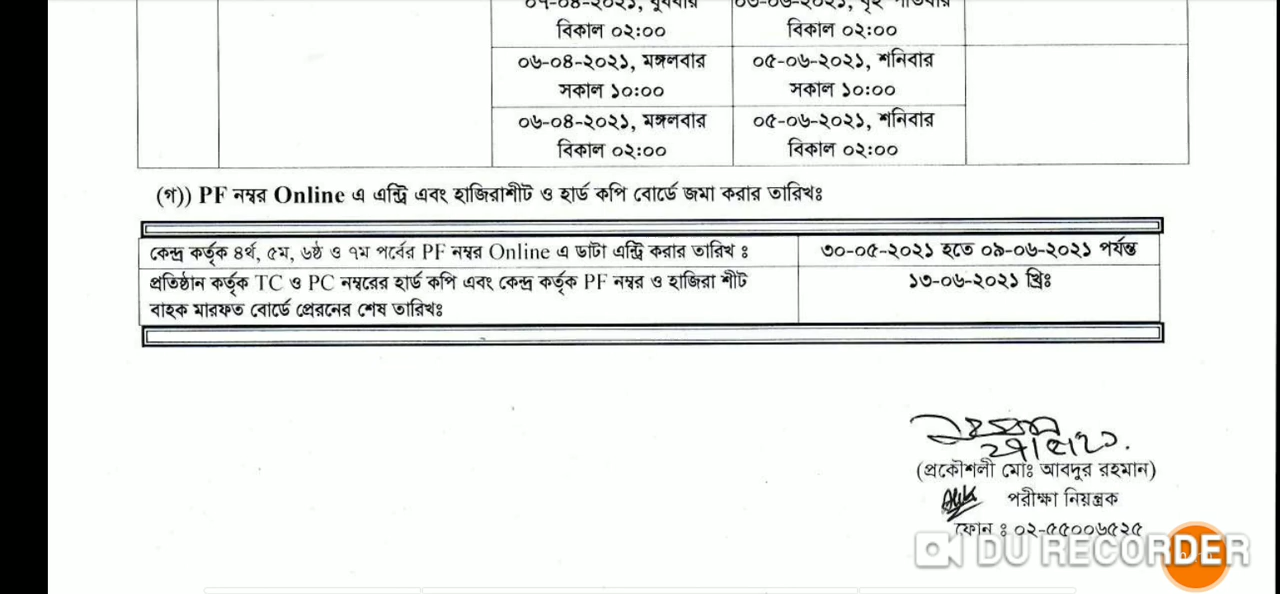 বিকাল ০২:০০ বিকাল ০২:০০
০৬-০৪-২০২১, মঙ্গলবার ০৫-০৬-২০২১, শনিবার
সকাল ১০:০০ সকাল ১০:০০
০৬-০৪-২০২১, মঙ্গলবার ০৫-০৬-২০২১, শনিবার
বিকাল ০২:০০ বিকাল ০২:০০
(গ)) PF নম্বর Online এ এন্ট্রি এবং হাজিরাশীট ও হার্ড কপি বোর্ডে জমা করার তারিখঃ
কেন্দ্র কর্তৃক ৪র্থ, ৫ম, ৬ষ্ঠ ও ৭ম পর্বের PF নম্বর Online এ ডাটা এন্ট্রি করার তারিখ ঃ ৩০-০৫-২০২১ হতে ০৯-০৬-২০২১ পর্যন্ত
প্রতিষ্ঠান কর্তৃক TC ও PC নম্বরের হার্ড কপি এবং কেন্দ্র কর্তৃক PF নম্বর ও হাজিরা শীট ১৩-০৬-২০২১ খ্রিঃ
বাহক মারফত বোর্ডে প্রেরনের শেষ তারিখঃ
(প্রকৌশলী মোঃ আবদুর রহমান)
পরীক্ষা নিয়ন্ত্রক
ফোন ঃ ০২-৫৫০০৬৫২৫
DU RECORDER